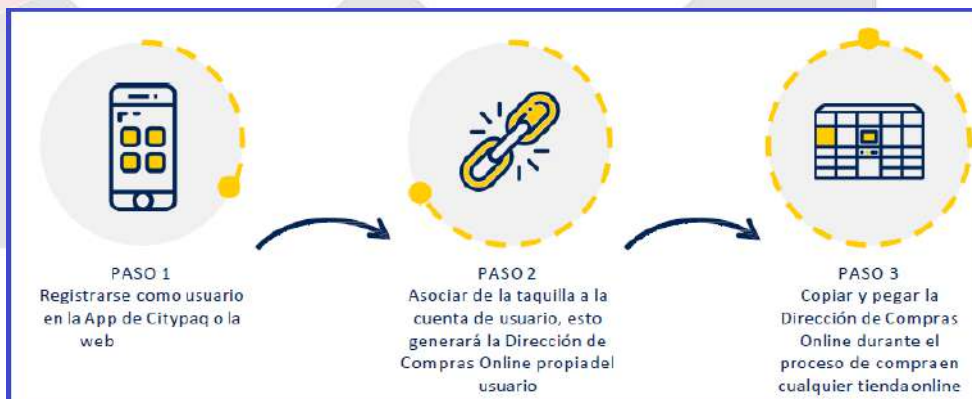 PASO 1
Registrarse como usuario
en la App de Citypaq o la
web
PASO 2
Asociar de la taquilla a la
cuenta de usuario, esto
generará la Dirección de
Compras Online propia del
usuario
PASO 3
Copiar y pegar la
Dirección de Compras
Online durante el
proceso de compra en
cualquier tienda online